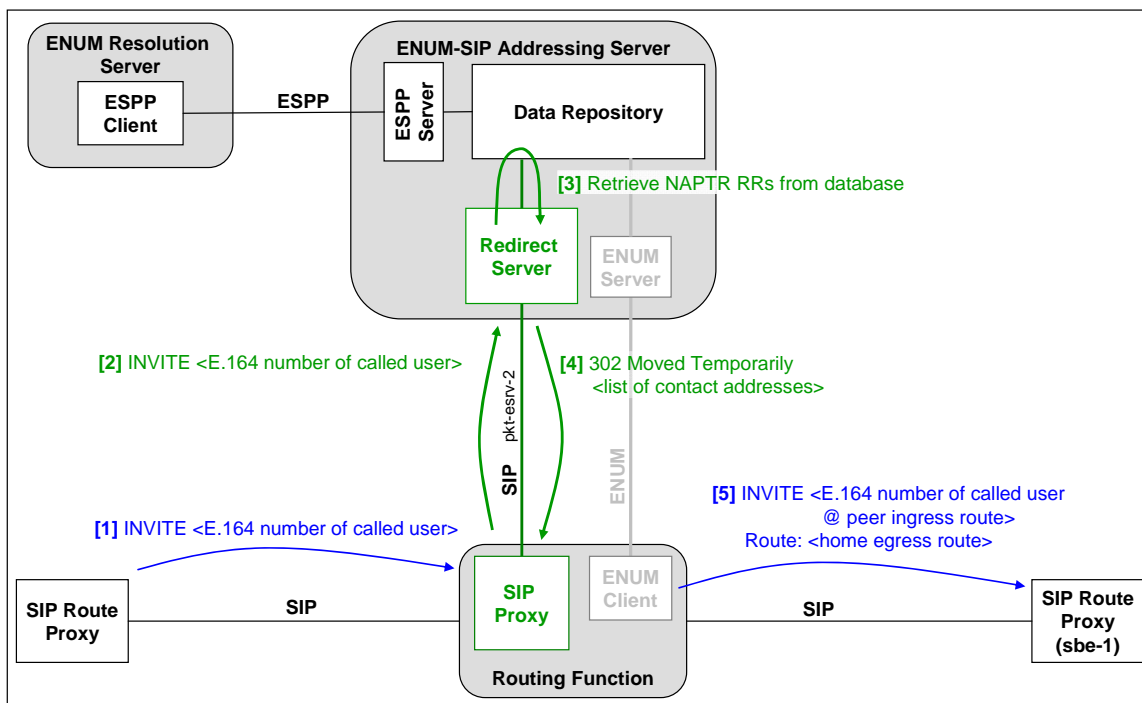 ENUM Resolution
Server
ESPP
Client
ESPP
ENUM-SIP Addressing Server
ESPP
Server
Data Repository
[3] Retrieve NAPTR RRs from database
Redirect
Server
ENUM
Server
[2] INVITE <E.164 number of called user>
[4] 302 Moved Temporarily
<list of contact addresses>
pkt-esrv-2
SIP
ENUM
[1] INVITE <E.164 number of called user>
[5] INVITE <E.164 number of called user
@ peer ingress route>
Route: <home egress route>
SIP Route
Proxy
SIP
SIP
Proxy
ENUM
Client
SIP
SIP Route
Proxy
(sbe-1)
Routing Function